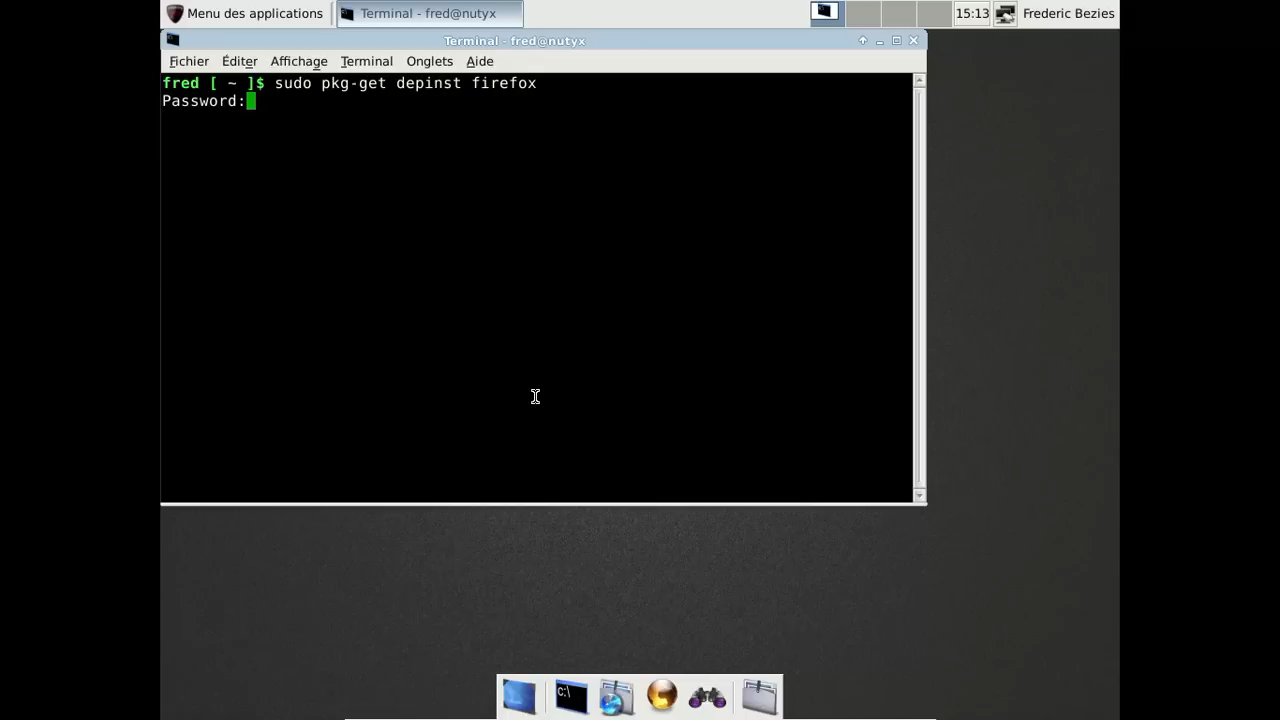 Menu des applications
Terminal - fred@nutyx
15:13
Frederic Bezies
Terminal - fred@nutyx
Fichier Éditer Affichage Terminal Onglets Aide
fred [ ~ ]$ sudo pkg-get depinst firefox
Password:
C:\